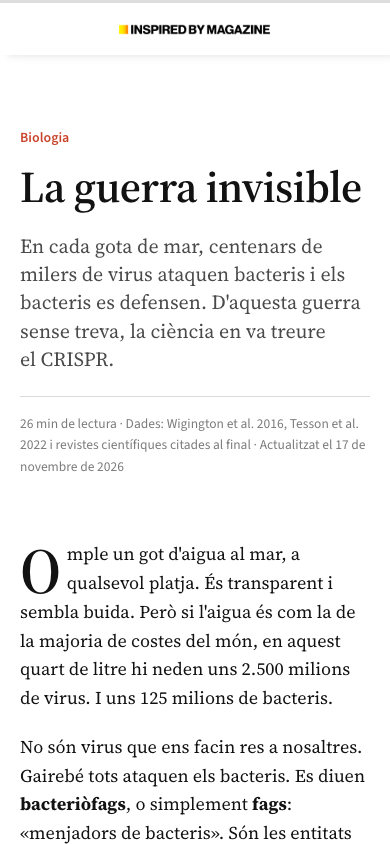 INSPIRED BY MAGAZINE
Biologia
La guerra invisible
En cada gota de mar, centenars de
milers de virus ataquen bacteris i els
bacteris es defensen. D'aquesta guerra
sense treva, la ciència en va treure
el CRISPR.
26 min de lectura · Dades: Wigington et al. 2016, Tesson et al.
2022 i revistes científiques citades al final · Actualitzat el 17 de
novembre de 2026
Omple un got d'aigua al mar, a
qualsevol platja. És transparent i
sembla buida. Però si l'aigua és com la de
la majoria de costes del món, en aquest
quart de litre hi neden uns 2.500 milions
de virus. I uns 125 milions de bacteris.
No són virus que ens facin res a nosaltres.
Gairebé tots ataquen els bacteris. Es diuen
bacteriòfags, o simplement fags:
«menjadors de bacteris». Són les entitats